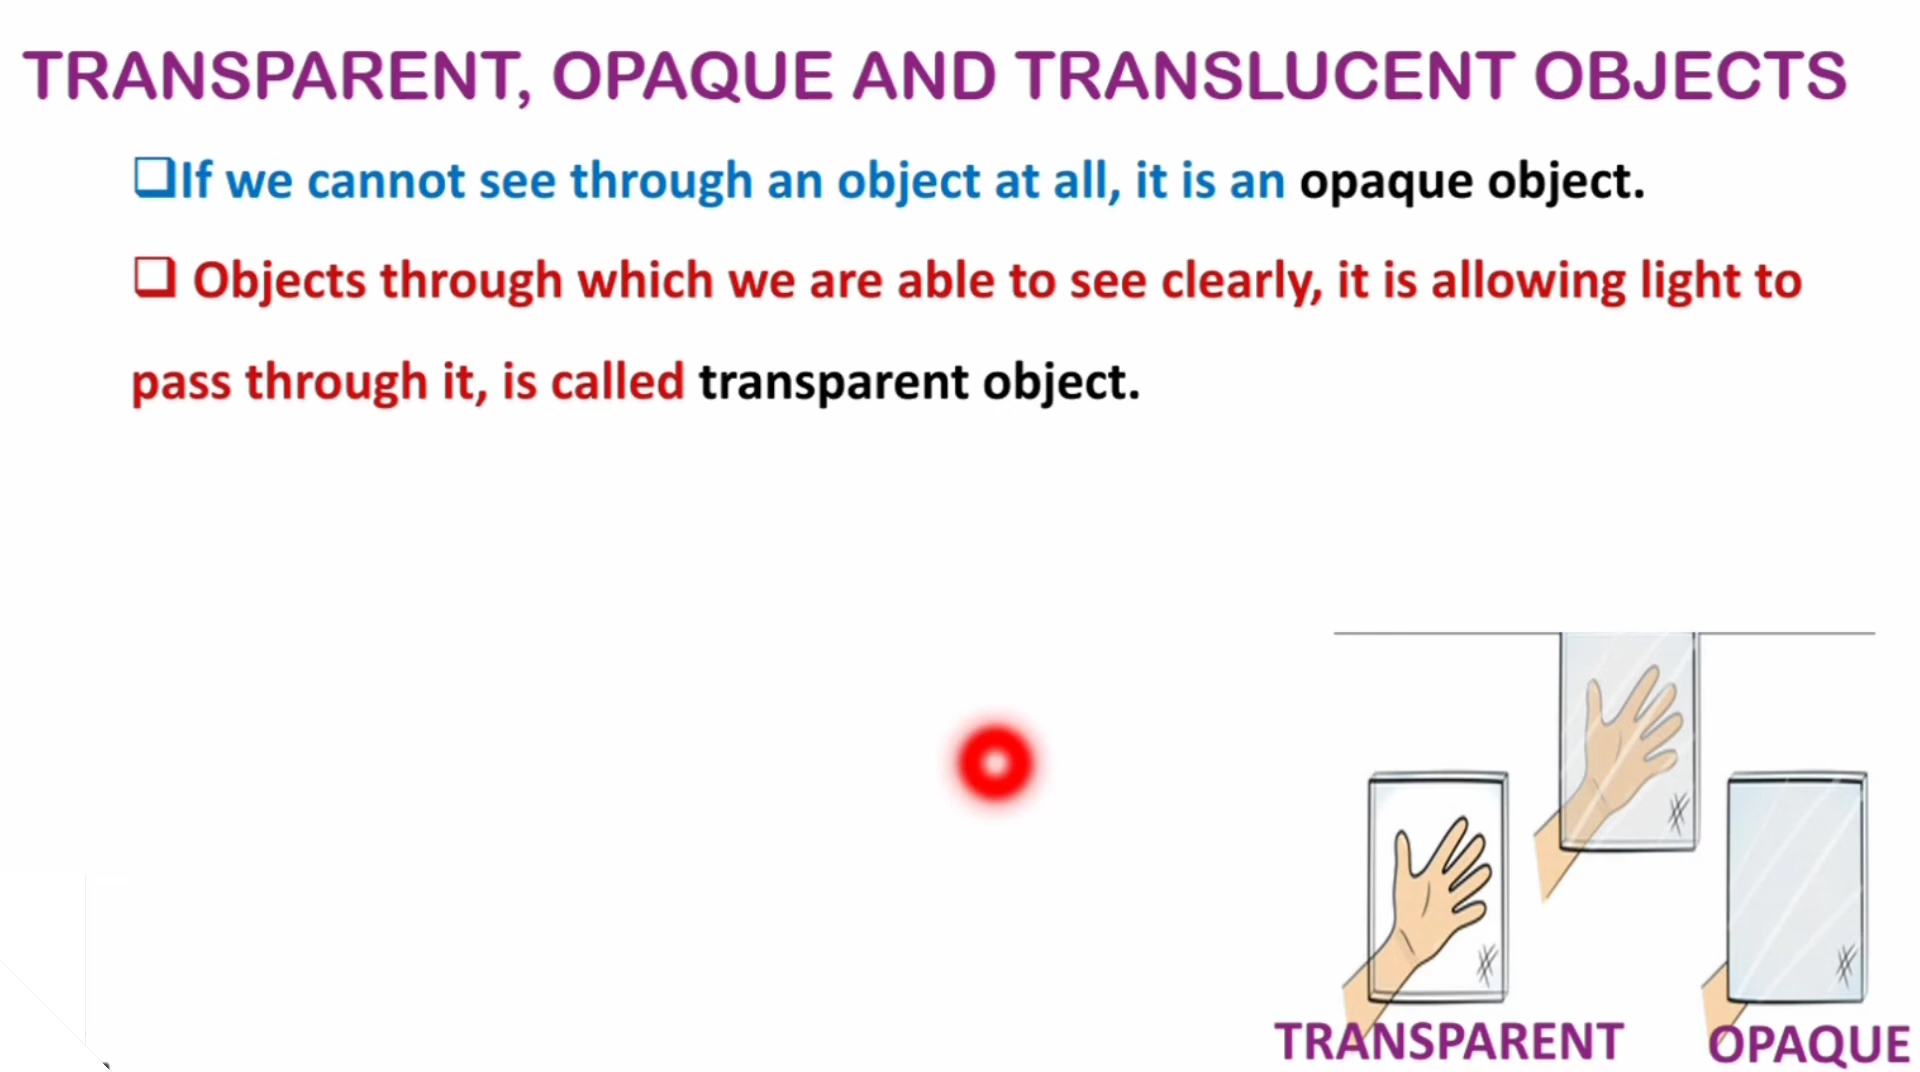 TRANSPARENT, OPAQUE AND TRANSLUCENT OBJECTS
❑If we cannot see through an object at all, it is an opaque object.
❑ Objects through which we are able to see clearly, it is allowing light to
pass through it, is called transparent object.
TRANSPARENT
OPAQUE